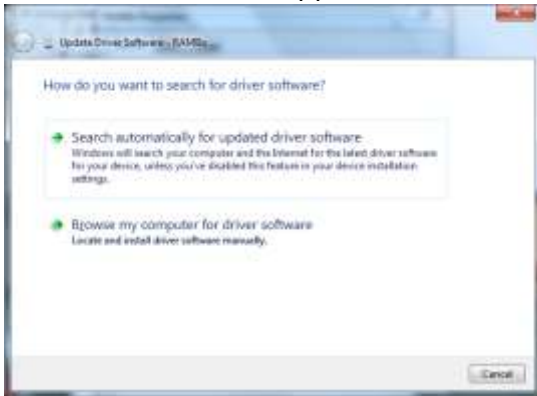 Update Driver Software - RAMBo
How do you want to search for driver software?
Search automatically for updated driver software
Windows will search your computer and the Internet for the latest driver software
for your device, unless you've disabled this feature in your device installation
settings.
Browse my computer for driver software
Locate and install driver software manually.
Cancel